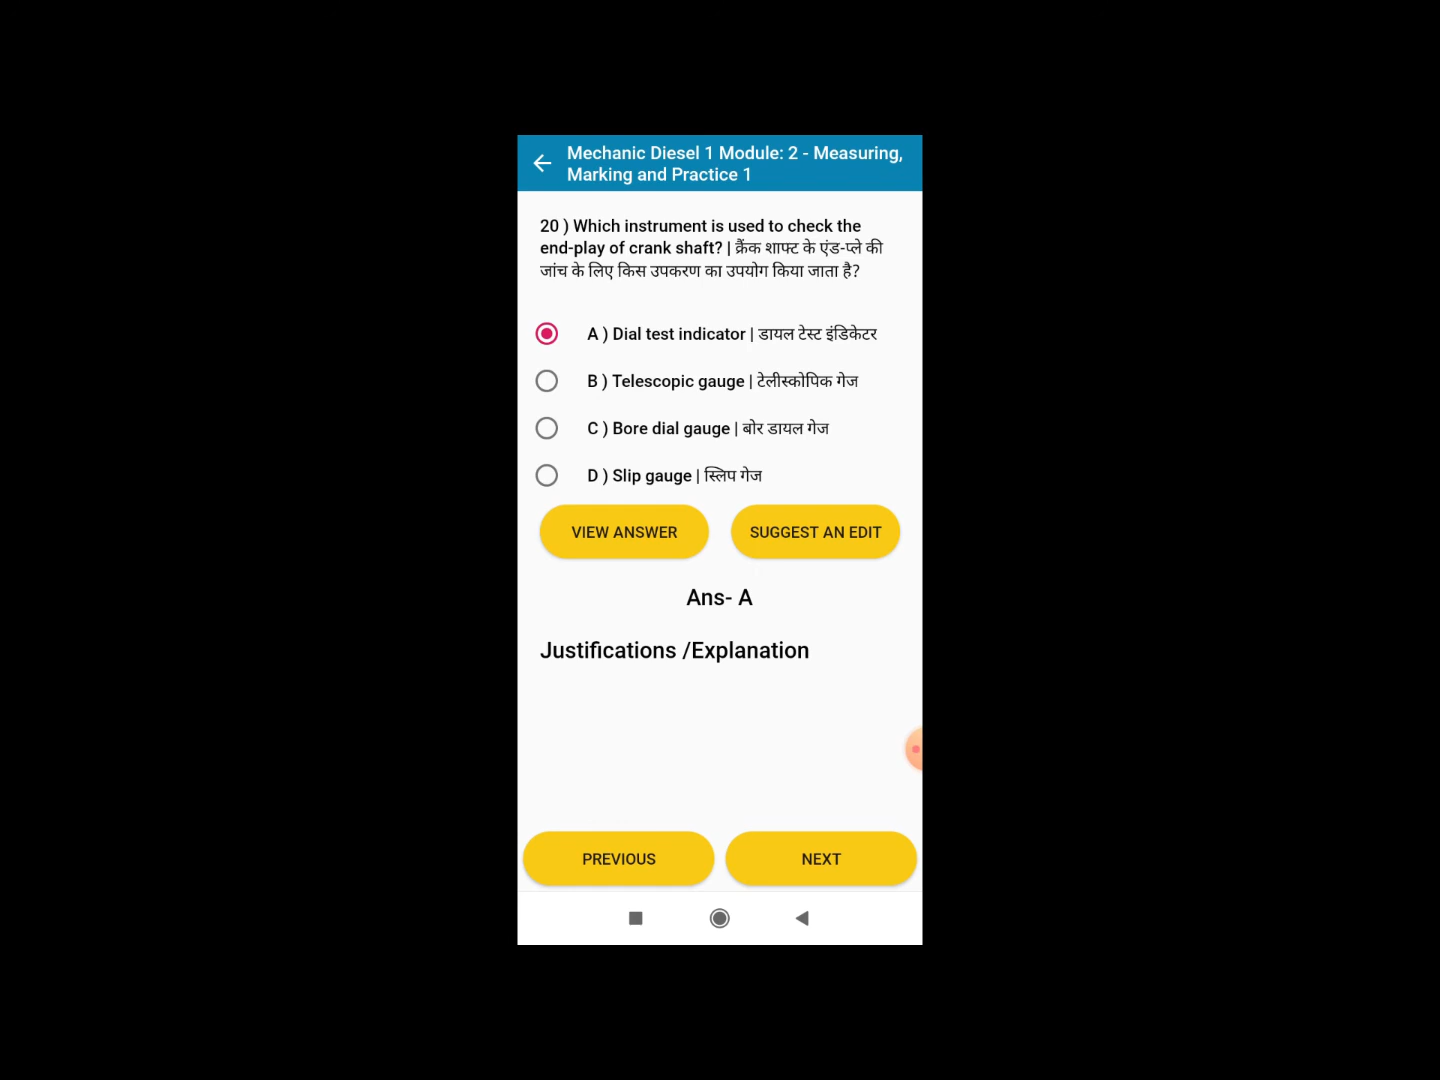 Mechanic Diesel 1 Module: 2 - Measuring,
Marking and Practice 1
20 ) Which instrument is used to check the
end-play of crank shaft? | क्रैंक शाफ्ट के एंड-प्ले की
जांच के लिए किस उपकरण का उपयोग किया जाता है?
A ) Dial test indicator | डायल टेस्ट इंडिकेटर
B ) Telescopic gauge | टेलीस्कोपिक गेज
C ) Bore dial gauge | बोर डायल गेज
D ) Slip gauge | स्लिप गेज
VIEW ANSWER
SUGGEST AN EDIT
Ans- A
Justifications /Explanation
PREVIOUS
NEXT